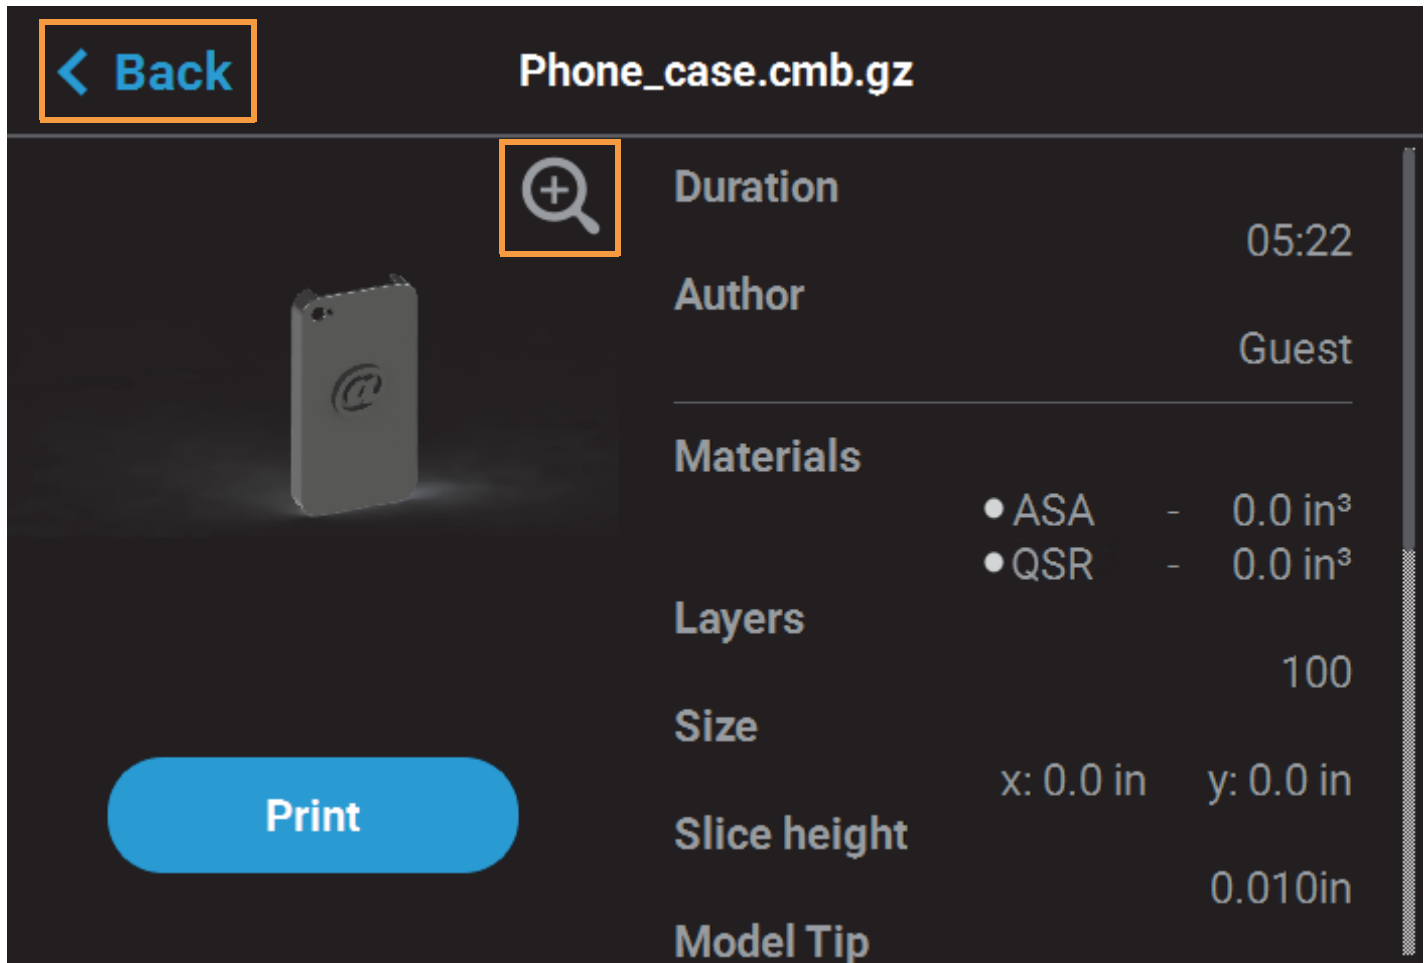 Back
Phone_case.cmb.gz
Duration
05:22
Author
Guest
Materials
ASA - 0.0 in³
QSR - 0.0 in³
Layers
100
Size
x: 0.0 in y: 0.0 in
Slice height
0.010in
Model Tip
@
Print